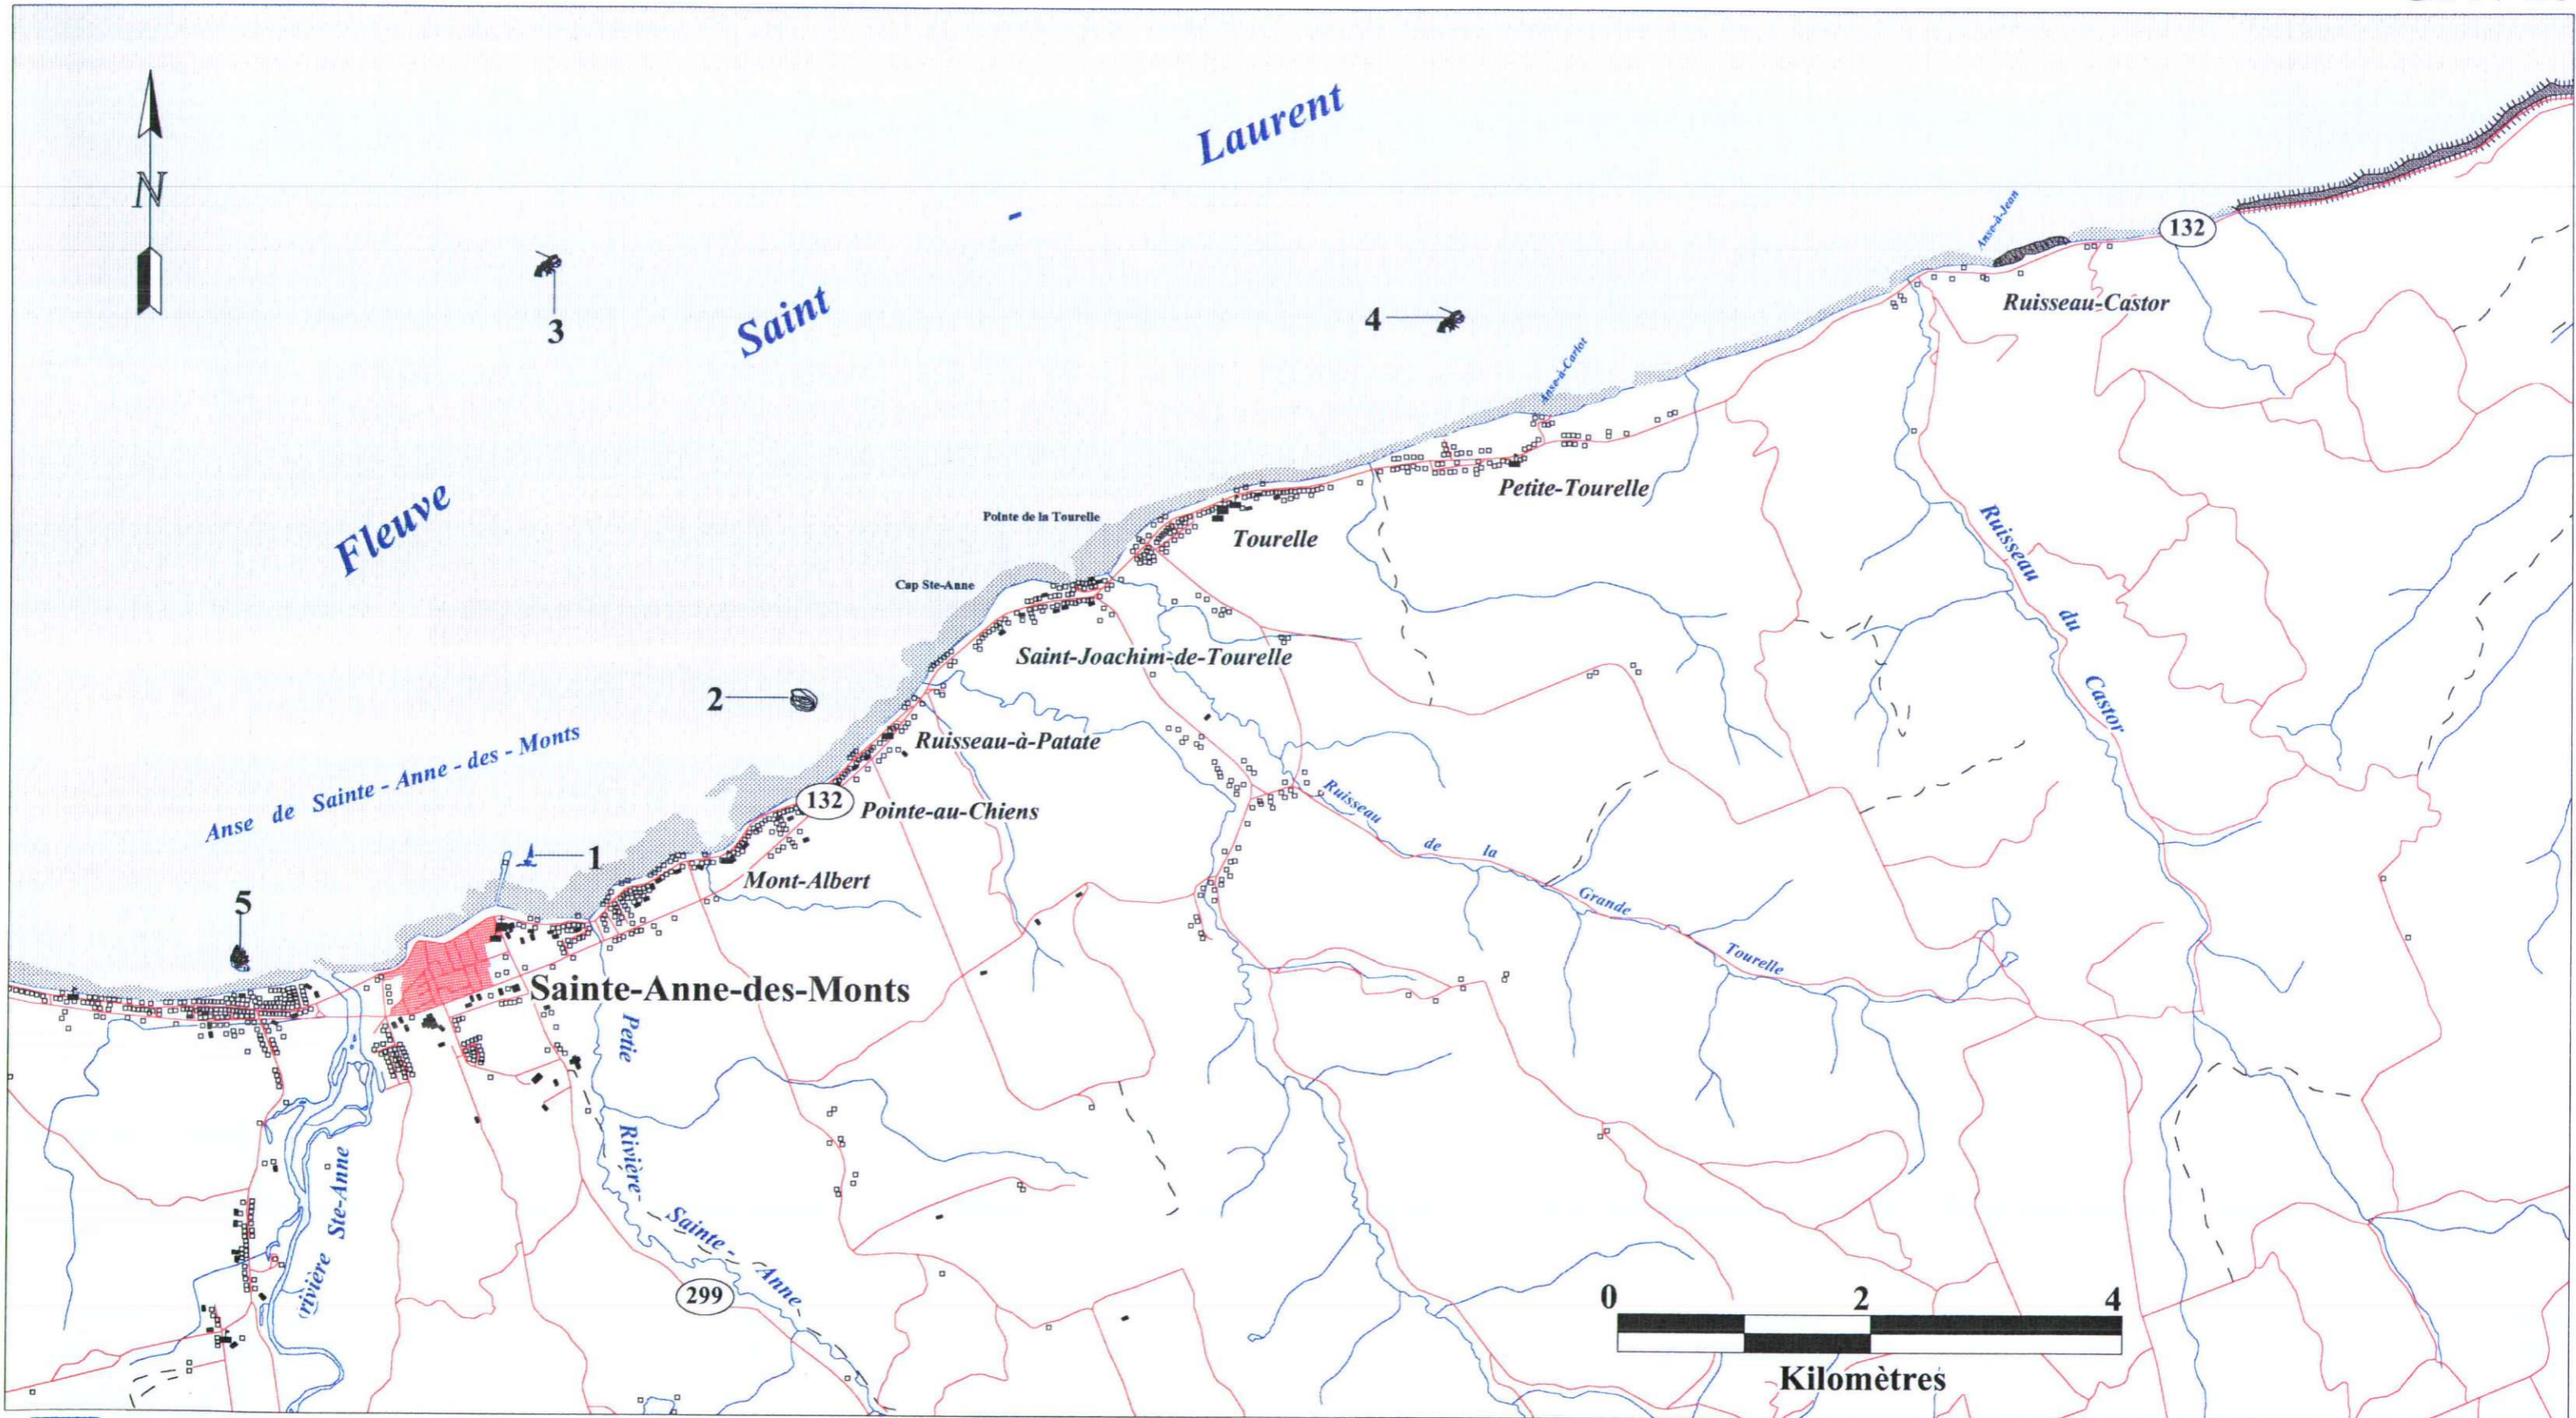 N
Fleuve
Saint
-
Laurent
3
4
Anse-à-Jean
132
Ruisseau-Castor
Anse-à-Carlot
Petite-Tourelle
Pointe de la Tourelle
Tourelle
Cap Ste-Anne
Saint-Joachim-de-Tourelle
Ruisseau
du
Castor
2
Ruisseau-à-Patate
Anse de Sainte - Anne - des - Monts
132
Pointe-au-Chiens
Ruisseau
de
la
Grande
Tourelle
1
Mont-Albert
5
Sainte-Anne-des-Monts
Petie
Rivière-
Sainte-
Anne
rivière Ste-Anne
299
0 2 4
Kilomètres